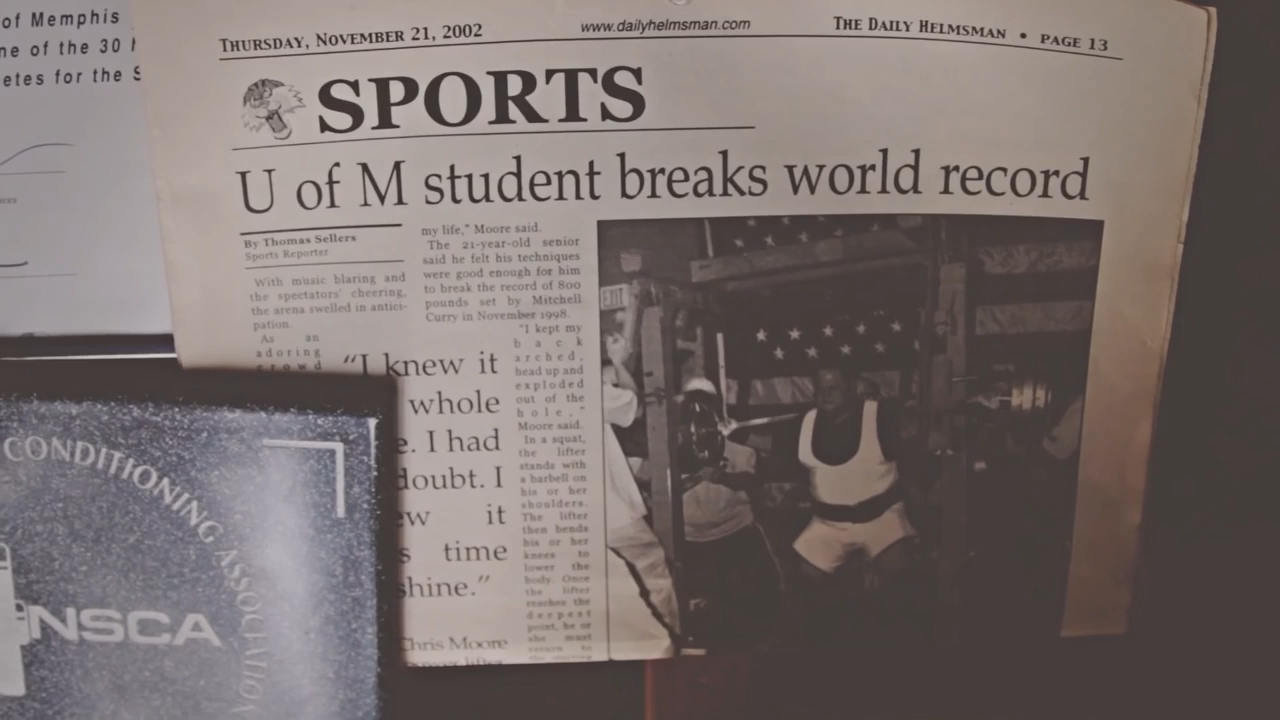 of Memphis
ne of the 30
etes for the S
THURSDAY, NOVEMBER 21, 2002
www.dailyhelmsman.com
THE DAILY HELMSMAN • PAGE 13
SPORTS
U of M student breaks world record
By Thomas Sellers
Sports Reporter
With music blaring and
the spectators' cheering,
the arena swelled in antici-
pation.
As an
adoring
crowd
my life," Moore said.
The 21-year-old senior
said he felt his techniques
were good enough for him
to break the record of 800
pounds set by Mitchell
Curry in November 1998.
"I kept my
back
arched,
head up and
exploded
out of the
hole,"
Moore said.
In a squat,
the lifter
stands with
a barbell on
his or her
shoulders.
The lifter
then bends
his or her
knees to
lower the
body. Once
the lifter
reaches the
deepest
point, he or
she must
return to
"I knew it
whole
e. I had
doubt. I
ew it
s time
shine."
Chris Moore
lifter
EXIT
CONDITIONING ASSOCIATION
NSCA